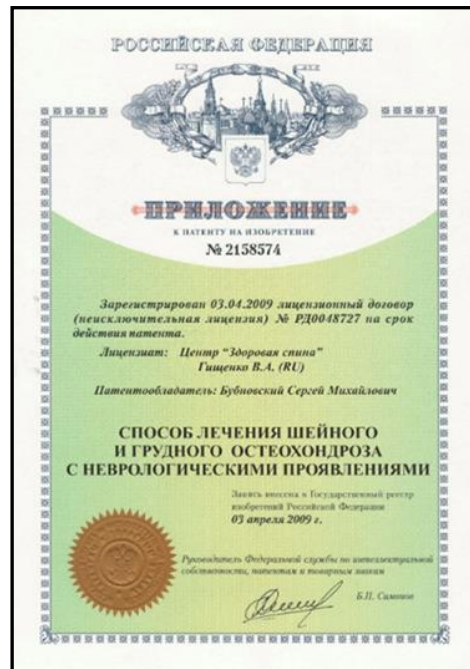 РОССИЙСКАЯ ФЕДЕРАЦИЯ
ПРИЛОЖЕНИЕ
К ПАТЕНТУ НА ИЗОБРЕТЕНИЕ
№ 2158574
Зарегистрирован 03.04.2009 лицензионный договор
(неисключительная лицензия) № РД0048727 на срок
действия патента.
Лицензиат: Центр "Здоровая спина"
Гищенко В.А. (RU)
Патентообладатель: Бубновский Сергей Михайлович
СПОСОБ ЛЕЧЕНИЯ ШЕЙНОГО
И ГРУДНОГО ОСТЕОХОНДРОЗА
С НЕВРОЛОГИЧЕСКИМИ ПРОЯВЛЕНИЯМИ
Запись внесена в Государственный реестр
изобретений Российской Федерации
03 апреля 2009 г.
Руководитель Федеральной службы по интеллектуальной
собственности, патентам и товарным знакам
Б.П. Симонов